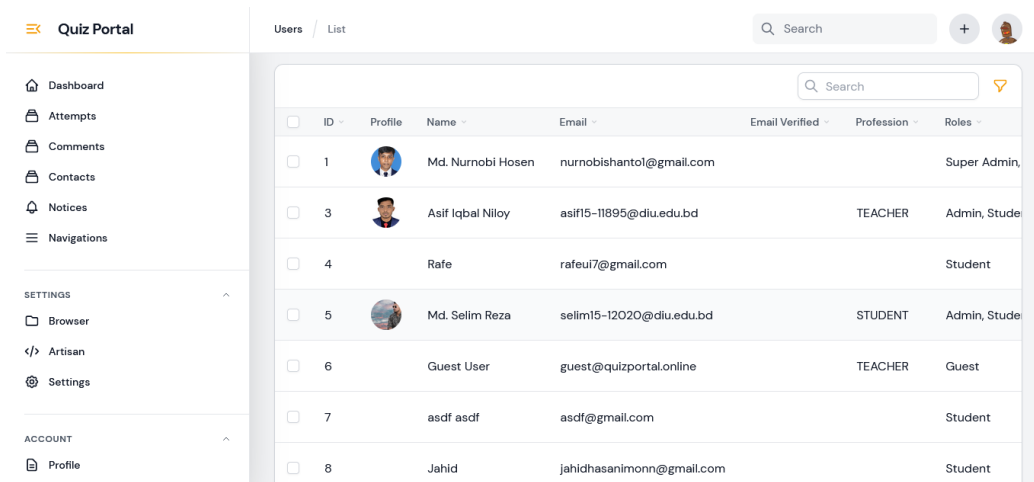 Quiz Portal
Users / List
Search
Dashboard
Attempts
Comments
Contacts
Notices
Navigations
SETTINGS
Browser
Artisan
Settings
ACCOUNT
Profile
Search
ID Profile Name Email Email Verified Profession Roles
1 Md. Nurnobi Hosen nurnobishanto1@gmail.com Super Admin,
3 Asif Iqbal Niloy asif15-11895@diu.edu.bd TEACHER Admin, Stude
4 Rafe rafeui7@gmail.com Student
5 Md. Selim Reza selim15-12020@diu.edu.bd STUDENT Admin, Stude
6 Guest User guest@quizportal.online TEACHER Guest
7 asdf asdf asdf@gmail.com Student
8 Jahid jahidhasanimonn@gmail.com Student